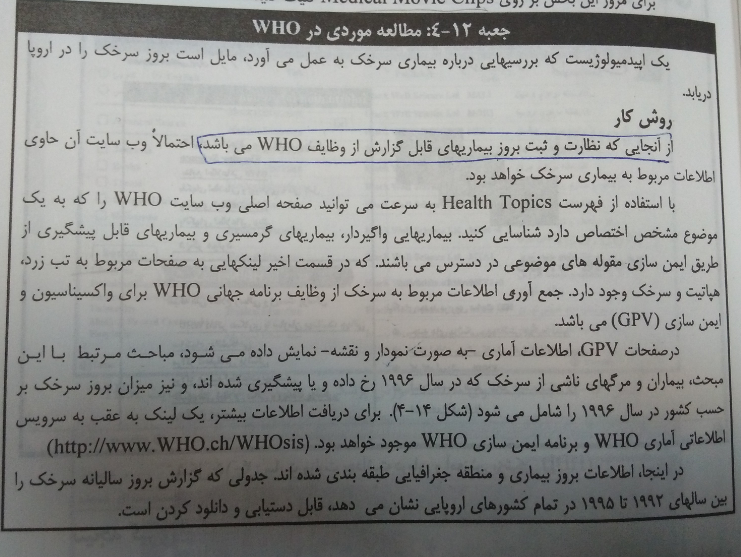 برای مرور این بخش بر روی Medical Movie Clips
جعبه ۱۲-۴: مطالعه موردی در WHO
یک اپیدمیولوژیست که بررسیهایی درباره بیماری سرخک به عمل می آورد، مایل است بروز سرخک را در اروپا
دریابد.
روش کار
از آنجایی که نظارت و ثبت بروز بیماریهای قابل گزارش از وظایف WHO می باشد، احتمالاً وب سایت آن حاوی
اطلاعات مربوط به بیماری سرخک خواهد بود.
با استفاده از فهرست Health Topics به سرعت می توانید صفحه اصلی وب سایت WHO را که به یک
موضوع مشخص اختصاص دارد شناسایی کنید. بیماریهایی واگیردار، بیماریهای گرمسیری و بیماریهای قابل پیشگیری از
طریق ایمن سازی مقوله های موضوعی در دسترس می باشند. که در قسمت اخیر لینکهایی به صفحات مربوط به تب زرد،
هپاتیت و سرخک وجود دارد. جمع آوری اطلاعات مربوط به سرخک از وظایف برنامه جهانی WHO برای واکسیناسیون و
ایمن سازی (GPV) می باشد.
درصفحات GPV، اطلاعات آماری -به صورت نمودار و نقشه- نمایش داده می شود، مباحث مرتبط با این
مبحث، بیماران و مرگهای ناشی از سرخک که در سال ۱۹۹۶ رخ داده و یا پیشگیری شده اند، و نیز میزان بروز سرخک بر
حسب کشور در سال ۱۹۹۶ را شامل می شود (شکل ۱۴-۴). برای دریافت اطلاعات بیشتر، یک لینک به عقب به سرویس
اطلاعاتی آماری WHO و برنامه ایمن سازی WHO موجود خواهد بود. (http://www.WHO.ch/WHOsis)
در اینجا، اطلاعات بروز بیماری و منطقه جغرافیایی طبقه بندی شده اند. جدولی که گزارش بروز سالیانه سرخک را
بین سالهای ۱۹۹۲ تا ۱۹۹۵ در تمام کشورهای اروپایی نشان می دهد، قابل دستیابی و دانلود کردن است.